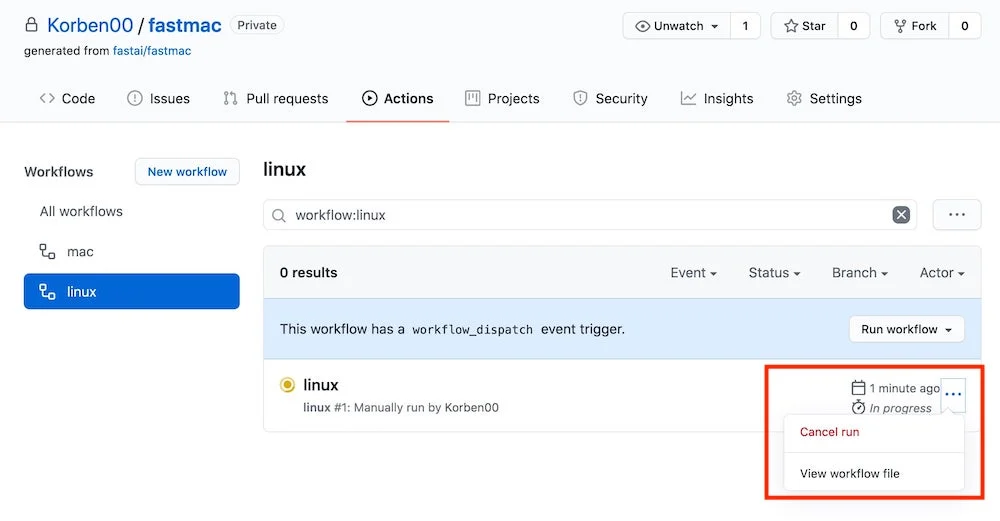 Korben00 / fastmac Private
Unwatch 1 Star 0 Fork 0
generated from fastai/fastmac
Code Issues Pull requests Actions Projects Security Insights Settings
Workflows New workflow
linux
All workflows
workflow:linux
mac
linux
0 results Event Status Branch Actor
This workflow has a workflow_dispatch event trigger. Run workflow
linux
1 minute ago
linux #1: Manually run by Korben00
In progress
Cancel run
View workflow file